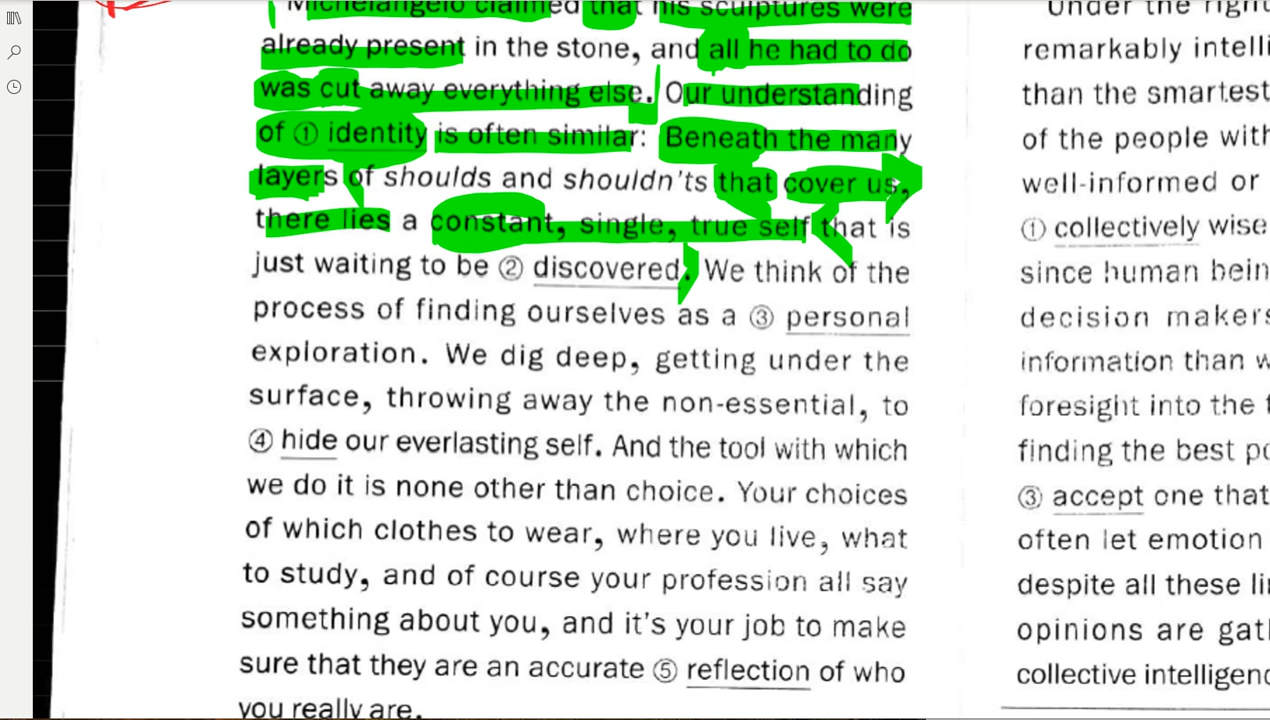 Michelangelo claimed that his sculptures were
already present in the stone, and all he had to do
was cut away everything else. Our understanding
of ① identity is often similar: Beneath the many
layers of shoulds and shouldn'ts that cover us,
there lies a constant, single, true self that is
just waiting to be ② discovered. We think of the
process of finding ourselves as a ③ personal
exploration. We dig deep, getting under the
surface, throwing away the non-essential, to
④ hide our everlasting self. And the tool with which
we do it is none other than choice. Your choices
of which clothes to wear, where you live, what
to study, and of course your profession all say
something about you, and it's your job to make
sure that they are an accurate ⑤ reflection of who
you really are.
Under the
remarkably
than the smartest
of the people with
well-informed or
① collectively wise
since human
decision makers
information than
foresight into the
finding the best
③ accept one that
often let emotion
despite all these
opinions are
collective